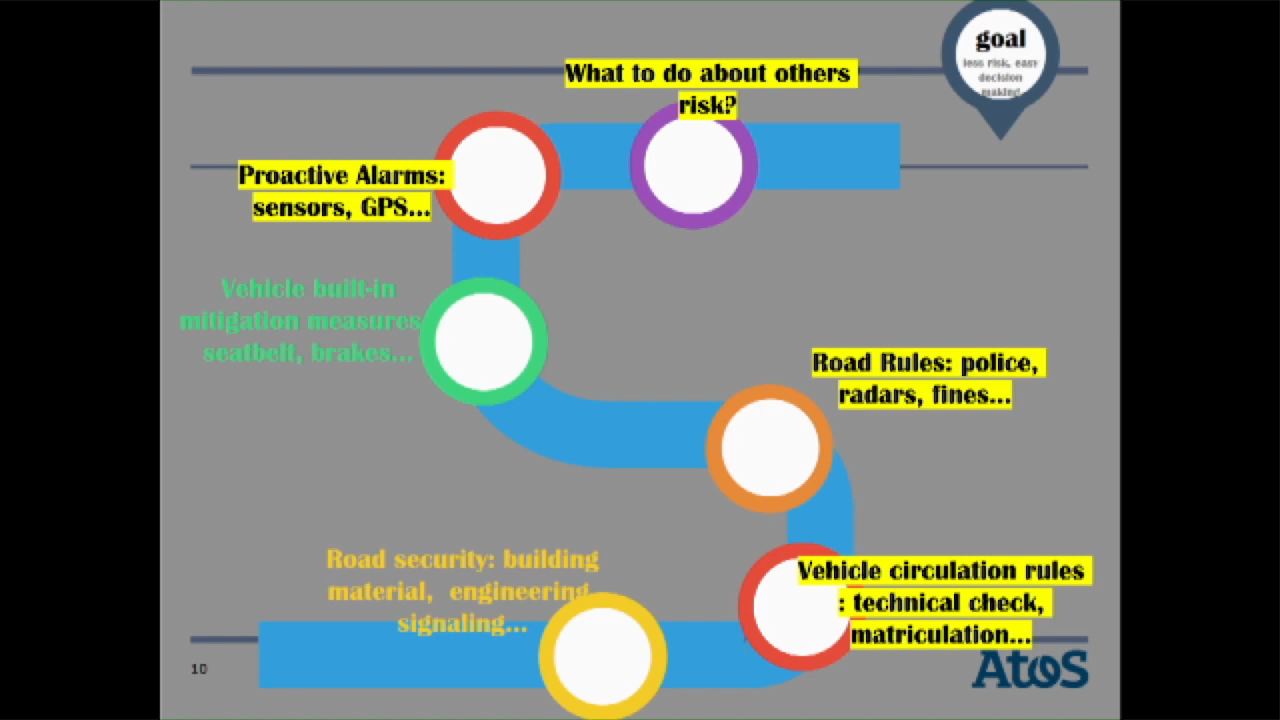 goal
less risk, easy
decision
making
What to do about others
risk?
Proactive Alarms:
sensors, GPS...
Vehicle built-in
mitigation measures
seatbelt, brakes...
Road Rules: police,
radars, fines...
Road security: building
material, engineering
signaling...
Vehicle circulation rules
: technical check,
matriculation...
10
Atos